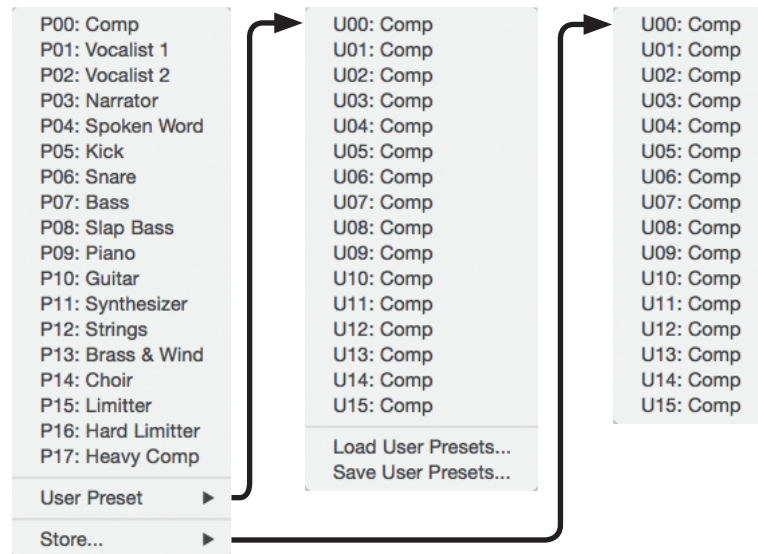 P00: Comp
P01: Vocalist 1
P02: Vocalist 2
P03: Narrator
P04: Spoken Word
P05: Kick
P06: Snare
P07: Bass
P08: Slap Bass
P09: Piano
P10: Guitar
P11: Synthesizer
P12: Strings
P13: Brass & Wind
P14: Choir
P15: Limitter
P16: Hard Limitter
P17: Heavy Comp
User Preset
Store...
U00: Comp
U01: Comp
U02: Comp
U03: Comp
U04: Comp
U05: Comp
U06: Comp
U07: Comp
U08: Comp
U09: Comp
U10: Comp
U11: Comp
U12: Comp
U13: Comp
U14: Comp
U15: Comp
Load User Presets...
Save User Presets...
U00: Comp
U01: Comp
U02: Comp
U03: Comp
U04: Comp
U05: Comp
U06: Comp
U07: Comp
U08: Comp
U09: Comp
U10: Comp
U11: Comp
U12: Comp
U13: Comp
U14: Comp
U15: Comp